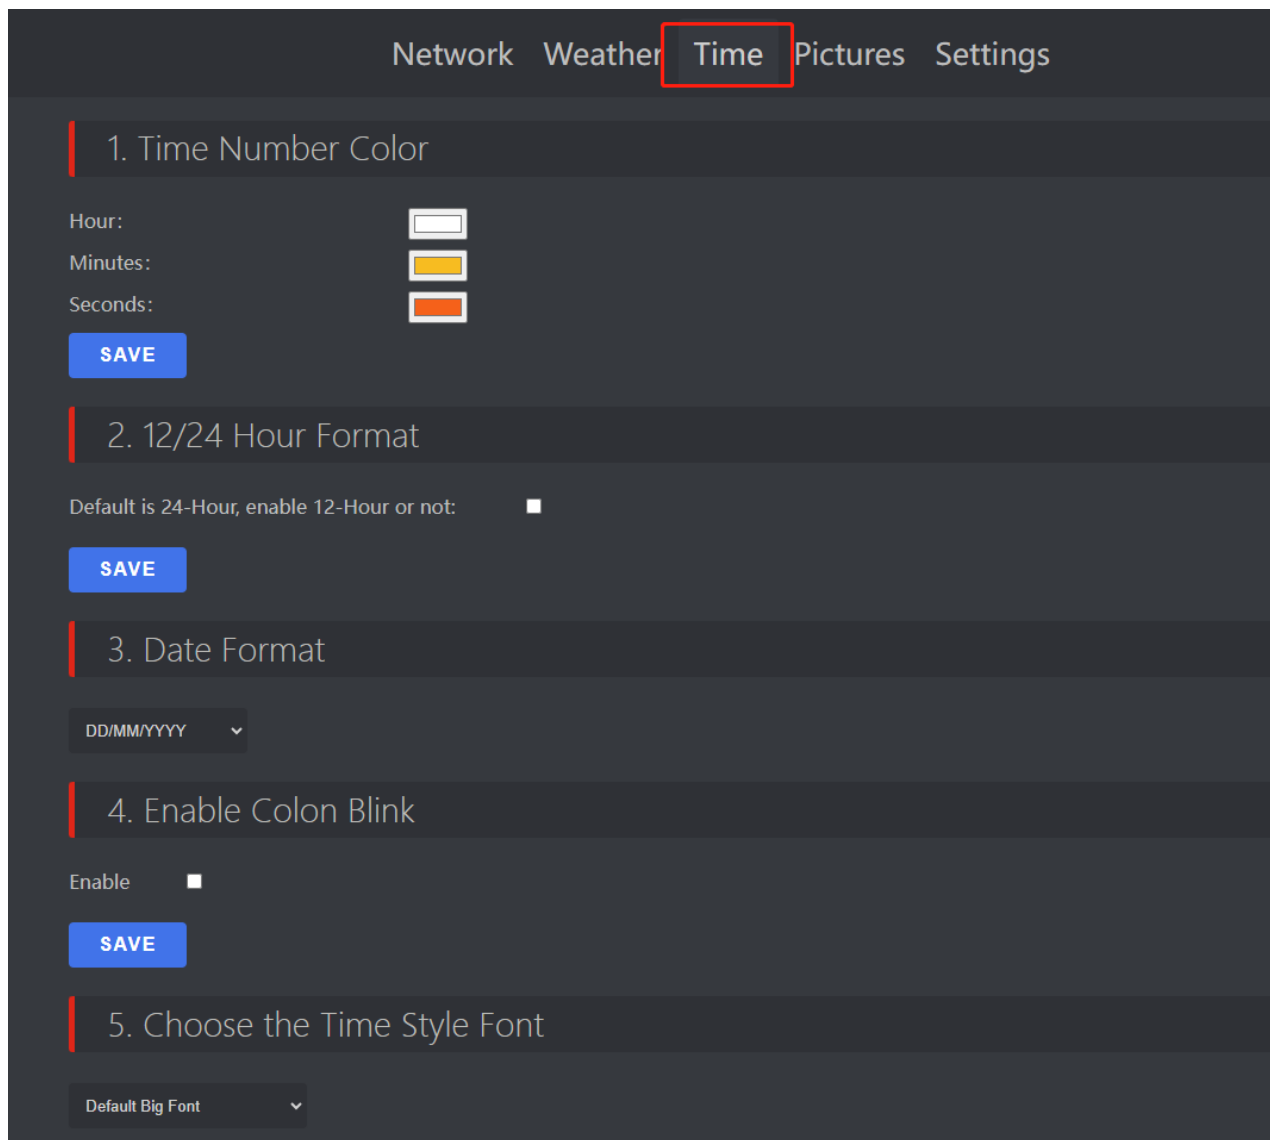 Network Weather Time Pictures Settings
1. Time Number Color
Hour:
Minutes:
Seconds:
SAVE
2. 12/24 Hour Format
Default is 24-Hour, enable 12-Hour or not:
SAVE
3. Date Format
DD/MM/YYYY
4. Enable Colon Blink
Enable
SAVE
5. Choose the Time Style Font
Default Big Font